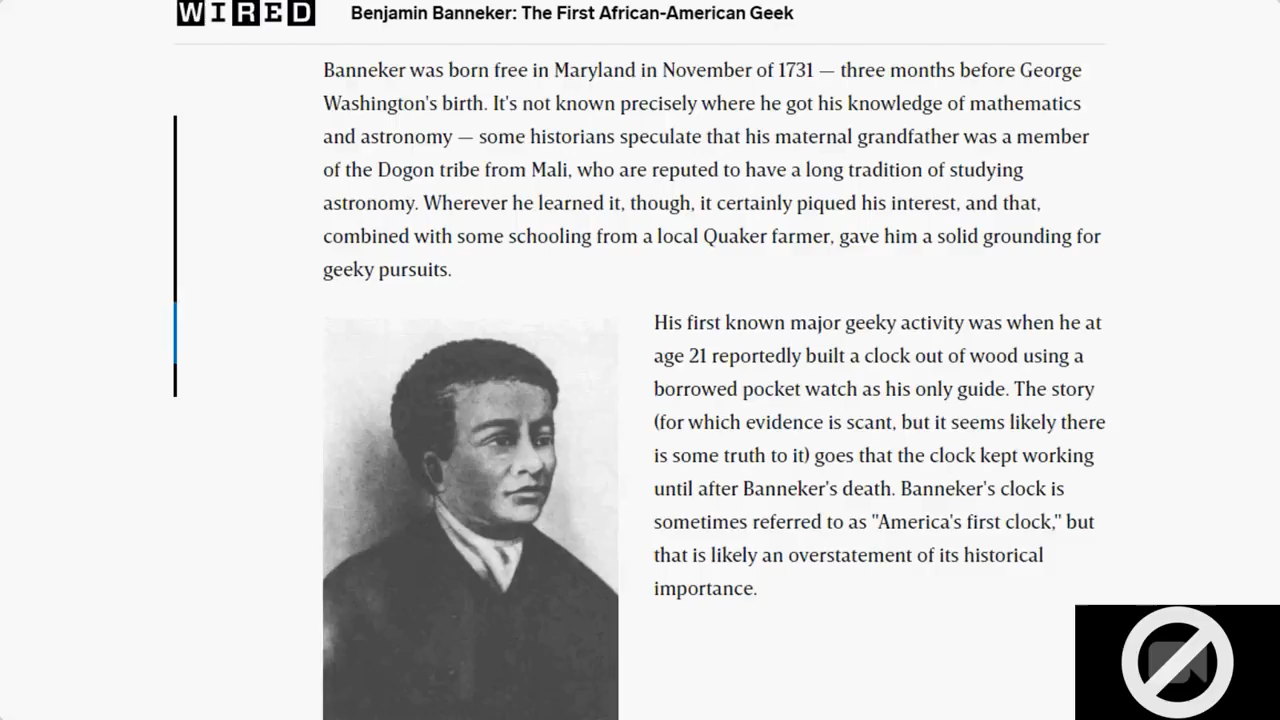 WIRED
Benjamin Banneker: The First African-American Geek
Banneker was born free in Maryland in November of 1731 — three months before George
Washington's birth. It's not known precisely where he got his knowledge of mathematics
and astronomy — some historians speculate that his maternal grandfather was a member
of the Dogon tribe from Mali, who are reputed to have a long tradition of studying
astronomy. Wherever he learned it, though, it certainly piqued his interest, and that,
combined with some schooling from a local Quaker farmer, gave him a solid grounding for
geeky pursuits.
His first known major geeky activity was when he at
age 21 reportedly built a clock out of wood using a
borrowed pocket watch as his only guide. The story
(for which evidence is scant, but it seems likely there
is some truth to it) goes that the clock kept working
until after Banneker's death. Banneker's clock is
sometimes referred to as "America's first clock," but
that is likely an overstatement of its historical
importance.